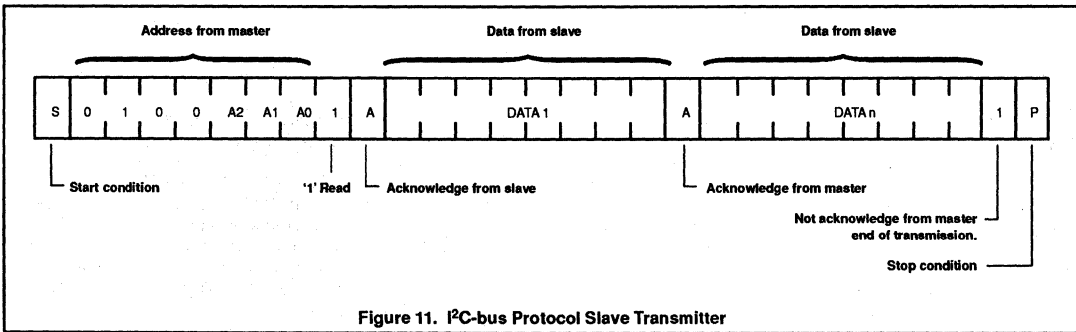 Address from master Data from slave Data from slave
S 0 1 0 0 A2 A1 A0 1 A DATA 1 A DATA n 1 P
Start condition '1' Read Acknowledge from slave Acknowledge from master
Not acknowledge from master
end of transmission.
Stop condition
Figure 11. I²C-bus Protocol Slave Transmitter